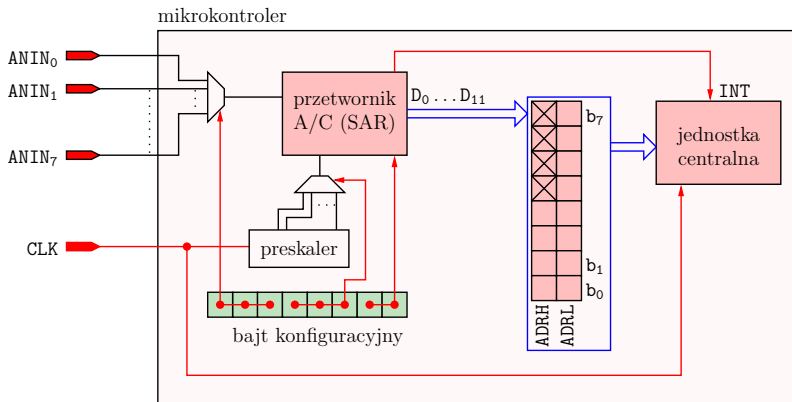 mikrokontroler
ANIN₀
ANIN₁
ANIN₇
CLK
przetwornik
A/C (SAR)
D₀...D₁₁
INT
jednostka
centralna
b₇
b₁
b₀
ADRH
ADRL
preskaler
bajt konfiguracyjny